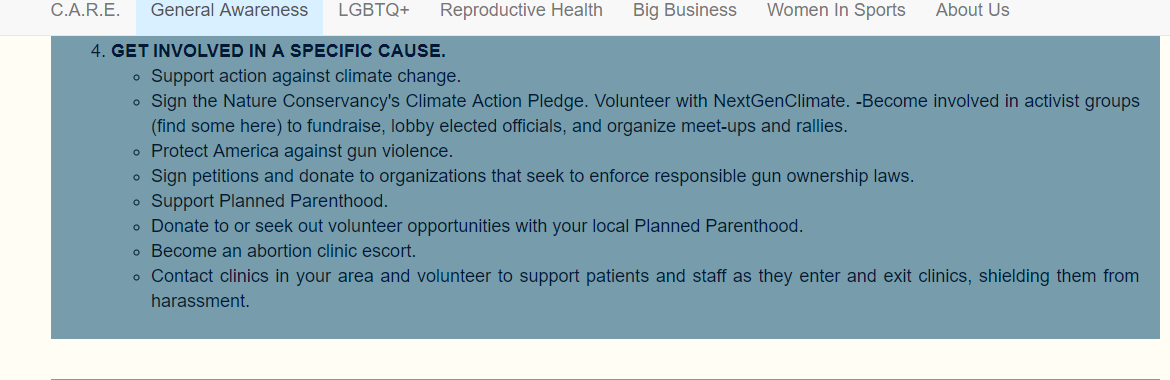 C.A.R.E. General Awareness LGBTQ+ Reproductive Health Big Business Women In Sports About Us
4. GET INVOLVED IN A SPECIFIC CAUSE.
Support action against climate change.
Sign the Nature Conservancy's Climate Action Pledge. Volunteer with NextGenClimate. -Become involved in activist groups
(find some here) to fundraise, lobby elected officials, and organize meet-ups and rallies.
Protect America against gun violence.
Sign petitions and donate to organizations that seek to enforce responsible gun ownership laws.
Support Planned Parenthood.
Donate to or seek out volunteer opportunities with your local Planned Parenthood.
Become an abortion clinic escort.
Contact clinics in your area and volunteer to support patients and staff as they enter and exit clinics, shielding them from
harassment.